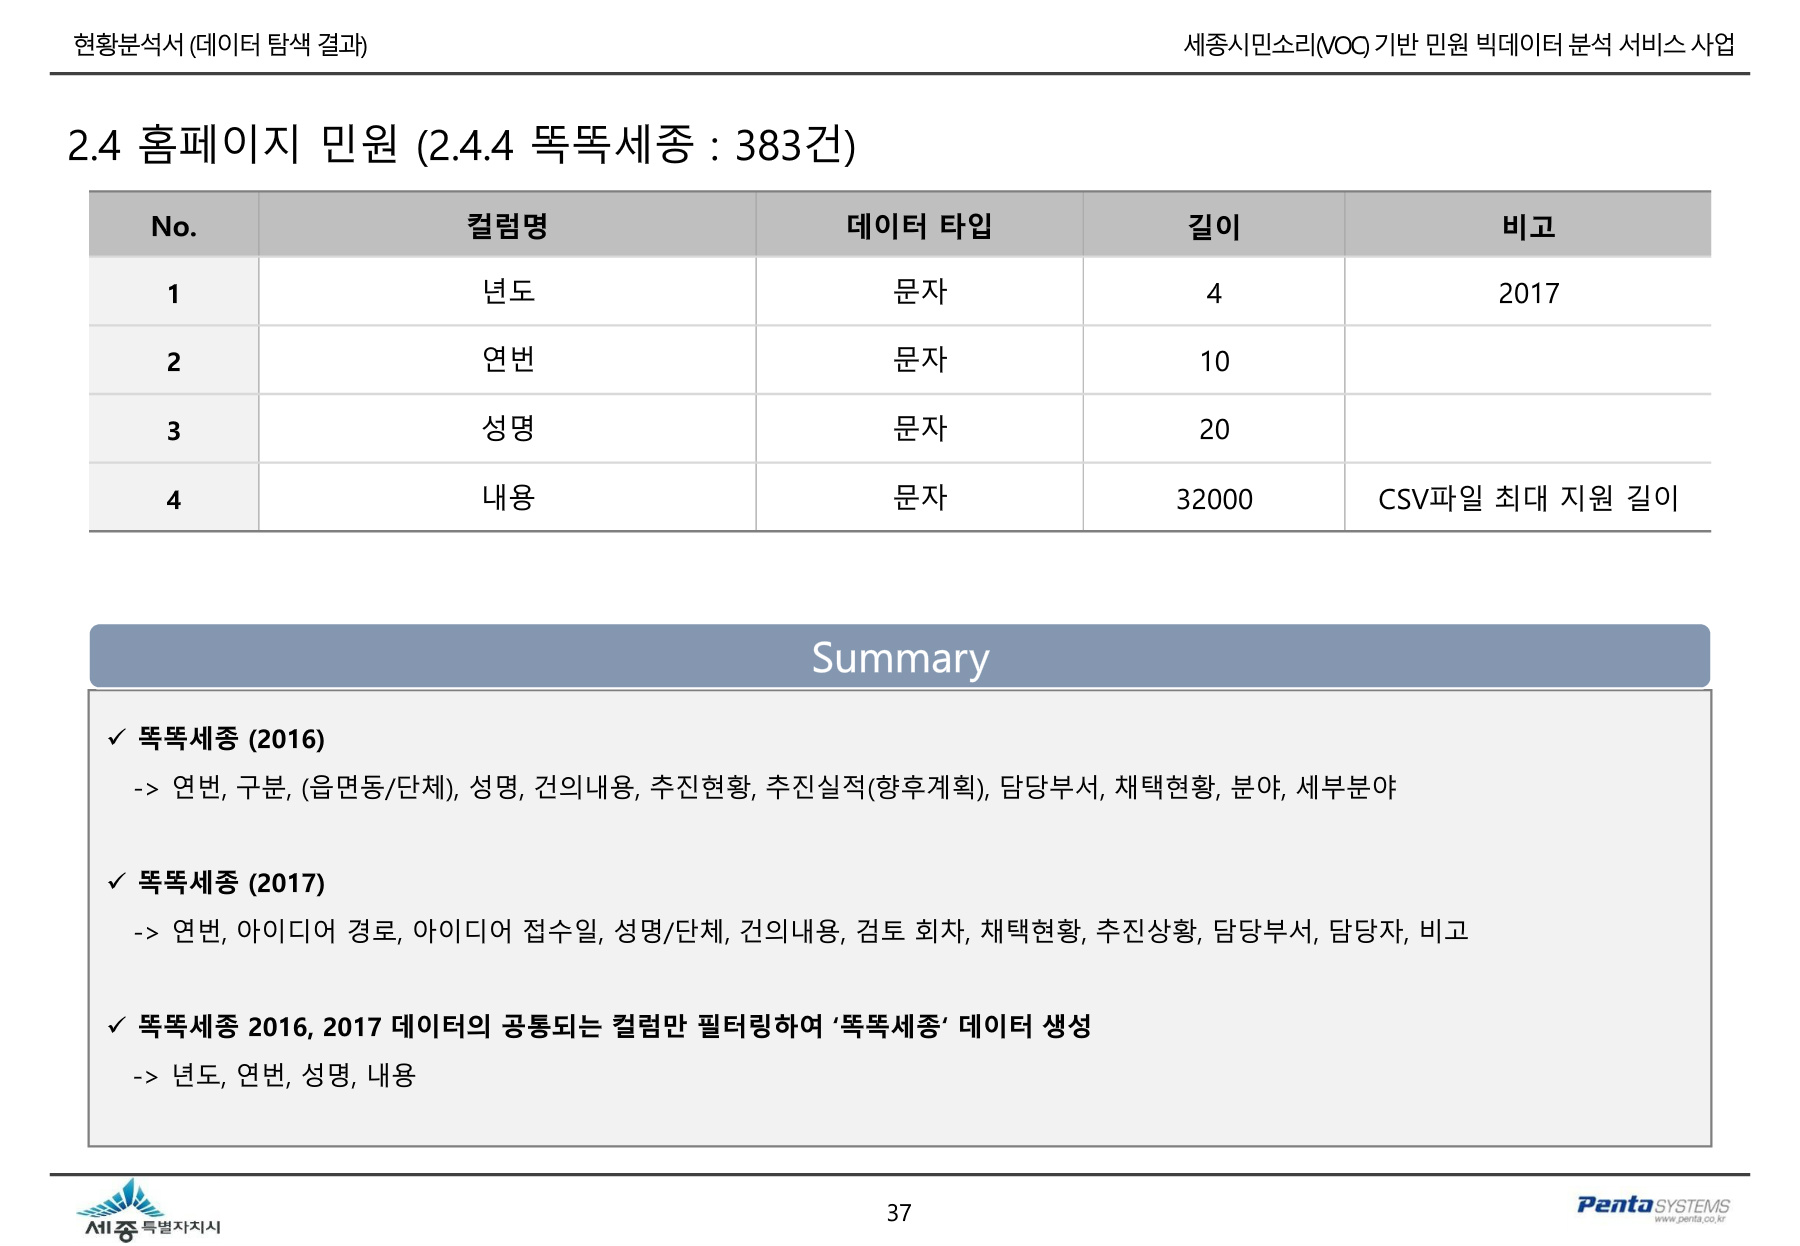 현황분석서 (데이터 탐색 결과)
세종시민소리(VOC) 기반 민원 빅데이터 분석 서비스 사업
2.4 홈페이지 민원 (2.4.4 똑똑세종 : 383건)
No. 컬럼명 데이터 타입 길이 비고
1 년도 문자 4 2017
2 연번 문자 10
3 성명 문자 20
4 내용 문자 32000 CSV파일 최대 지원 길이
Summary
✓ 똑똑세종 (2016)
-> 연번, 구분, (읍면동/단체), 성명, 건의내용, 추진현황, 추진실적(향후계획), 담당부서, 채택현황, 분야, 세부분야
✓ 똑똑세종 (2017)
-> 연번, 아이디어 경로, 아이디어 접수일, 성명/단체, 건의내용, 검토 회차, 채택현황, 추진상황, 담당부서, 담당자, 비고
✓ 똑똑세종 2016, 2017 데이터의 공통되는 컬럼만 필터링하여 ‘똑똑세종‘ 데이터 생성
-> 년도, 연번, 성명, 내용
세종특별자치시
37
Penta SYSTEMS
www.penta.co.kr